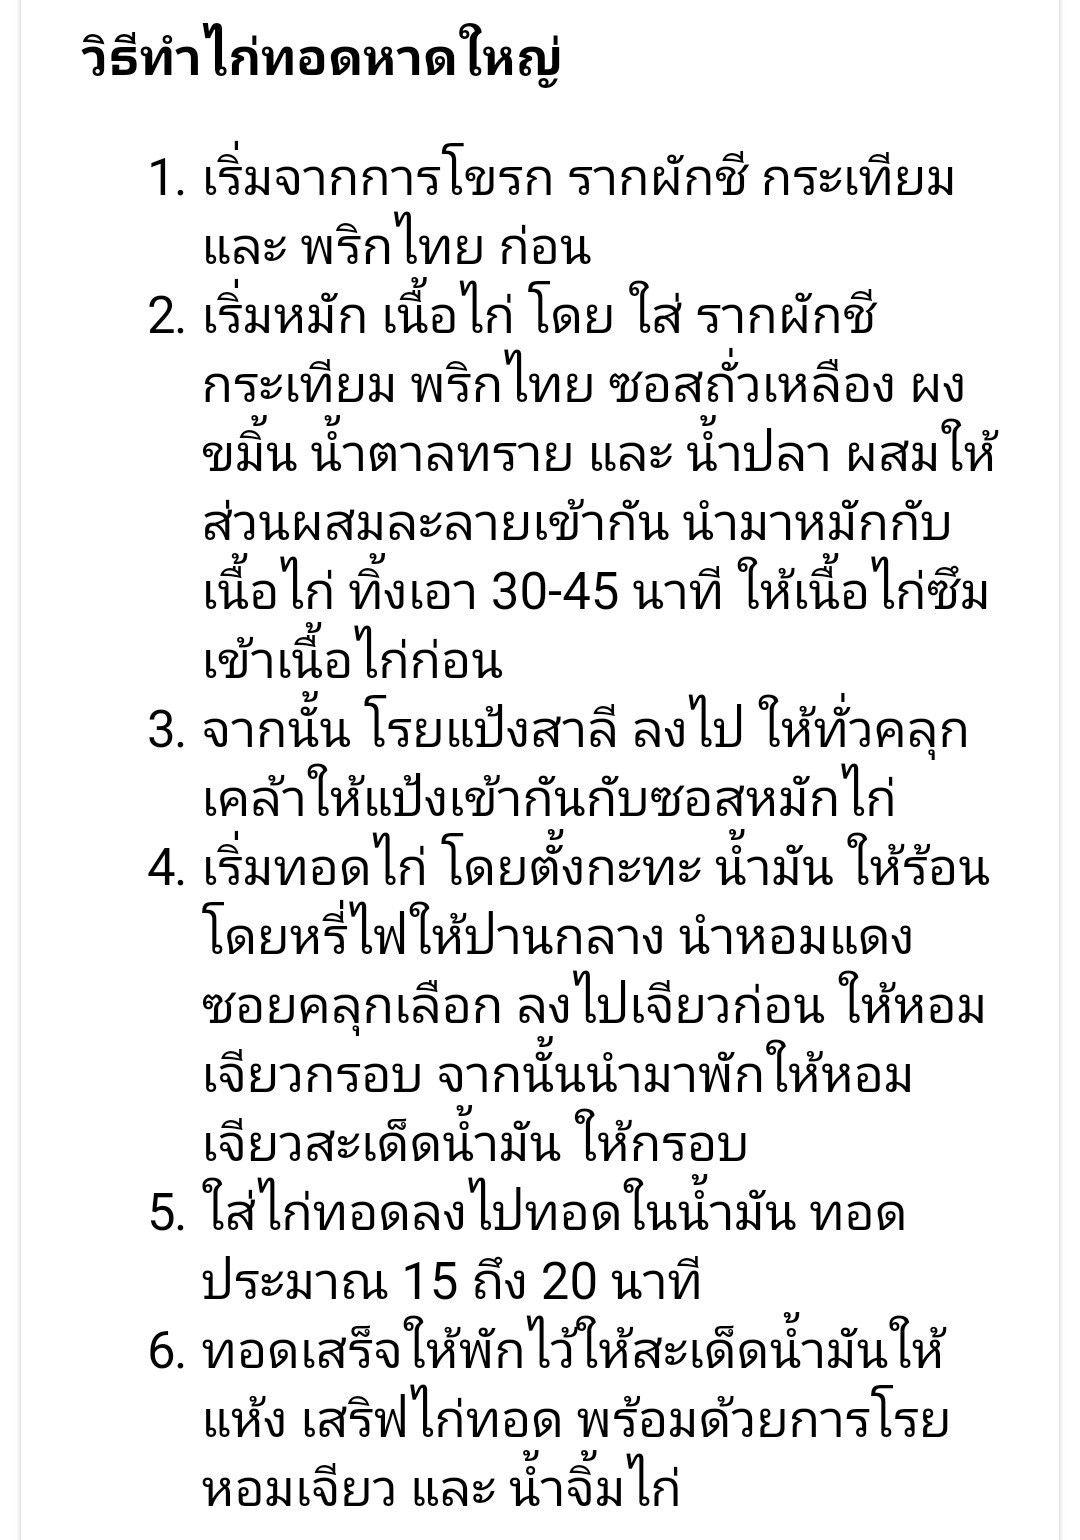 วิธีทำไก่ทอดหาดใหญ่
1. เริ่มจากการโขรก รากผักชี กระเทียม
และ พริกไทย ก่อน
2. เริ่มหมัก เนื้อไก่ โดย ใส่ รากผักชี
กระเทียม พริกไทย ซอสถั่วเหลือง ผง
ขมิ้น น้ำตาลทราย และ น้ำปลา ผสมให้
ส่วนผสมละลายเข้ากัน นำมาหมักกับ
เนื้อไก่ ทิ้งเอา 30-45 นาที ให้เนื้อไก่ซึม
เข้าเนื้อไก่ก่อน
3. จากนั้น โรยแป้งสาลี ลงไป ให้ทั่วคลุก
เคล้าให้แป้งเข้ากันกับซอสหมักไก่
4. เริ่มทอดไก่ โดยตั้งกะทะ น้ำมัน ให้ร้อน
โดยหรี่ไฟให้ปานกลาง นำหอมแดง
ซอยคลุกเลือก ลงไปเจียวก่อน ให้หอม
เจียวกรอบ จากนั้นนำมาพักให้หอม
เจียวสะเด็ดน้ำมัน ให้กรอบ
5. ใส่ไก่ทอดลงไปทอดในน้ำมัน ทอด
ประมาณ 15 ถึง 20 นาที
6. ทอดเสร็จให้พักไว้ให้สะเด็ดน้ำมันให้
แห้ง เสริฟไก่ทอด พร้อมด้วยการโรย
หอมเจียว และ น้ำจิ้มไก่